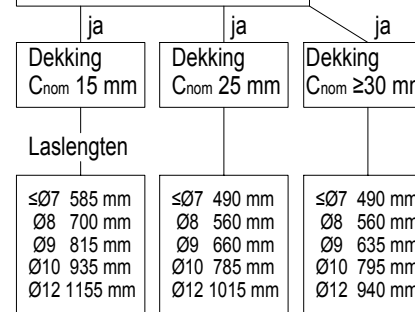 ja
ja
ja
Dekking
Cnom 15 mm
Dekking
Cnom 25 mm
Dekking
Cnom ≥30 mm
Laslengten
≤Ø7 585 mm
Ø8 700 mm
Ø9 815 mm
Ø10 935 mm
Ø12 1155 mm
≤Ø7 490 mm
Ø8 560 mm
Ø9 660 mm
Ø10 785 mm
Ø12 1015 mm
≤Ø7 490 mm
Ø8 560 mm
Ø9 635 mm
Ø10 795 mm
Ø12 940 mm